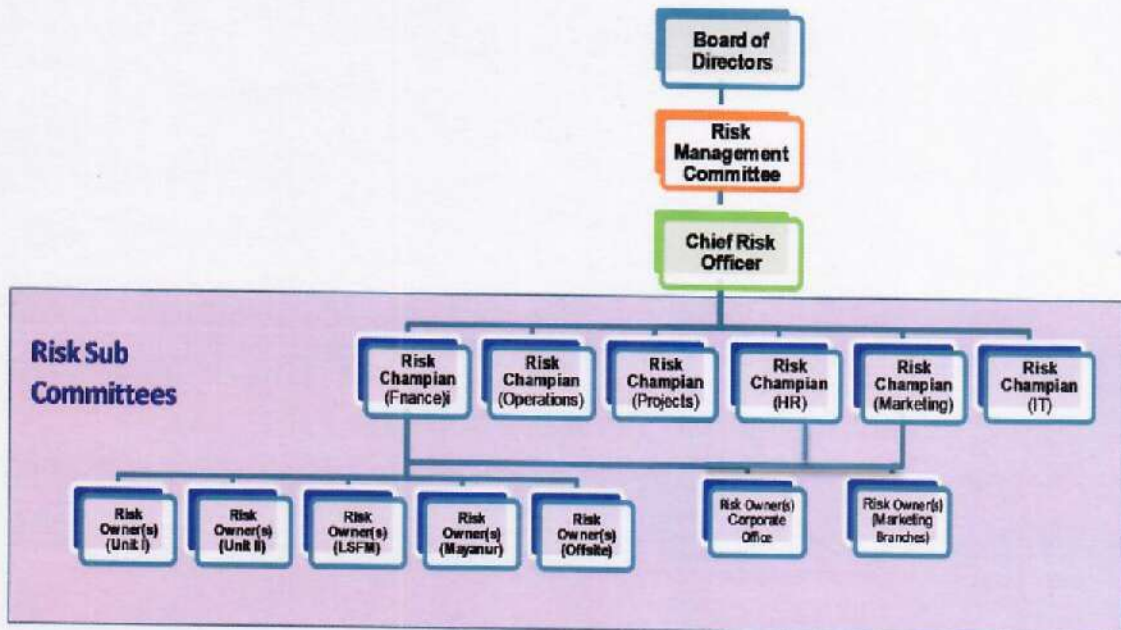 Board of
Directors
Risk
Management
Committee
Chief Risk
Officer
Risk Sub
Committees
Risk
Champian
(Fnance)i
Risk
Champian
(Operations)
Risk
Champian
(Projects)
Risk
Champian
(HR)
Risk
Champian
(Marketing)
Risk
Champian
(IT)
Risk
Owner(s)
(Unit I)
Risk
Owner(s)
(Unit II)
Risk
Owner(s)
(LSFM)
Risk
Owner(s)
(Mayanur)
Risk
Owner(s)
(Offsite)
Risk Owner(s)
Corporate
Office
Risk Owner(s)
(Marketing
Branches)